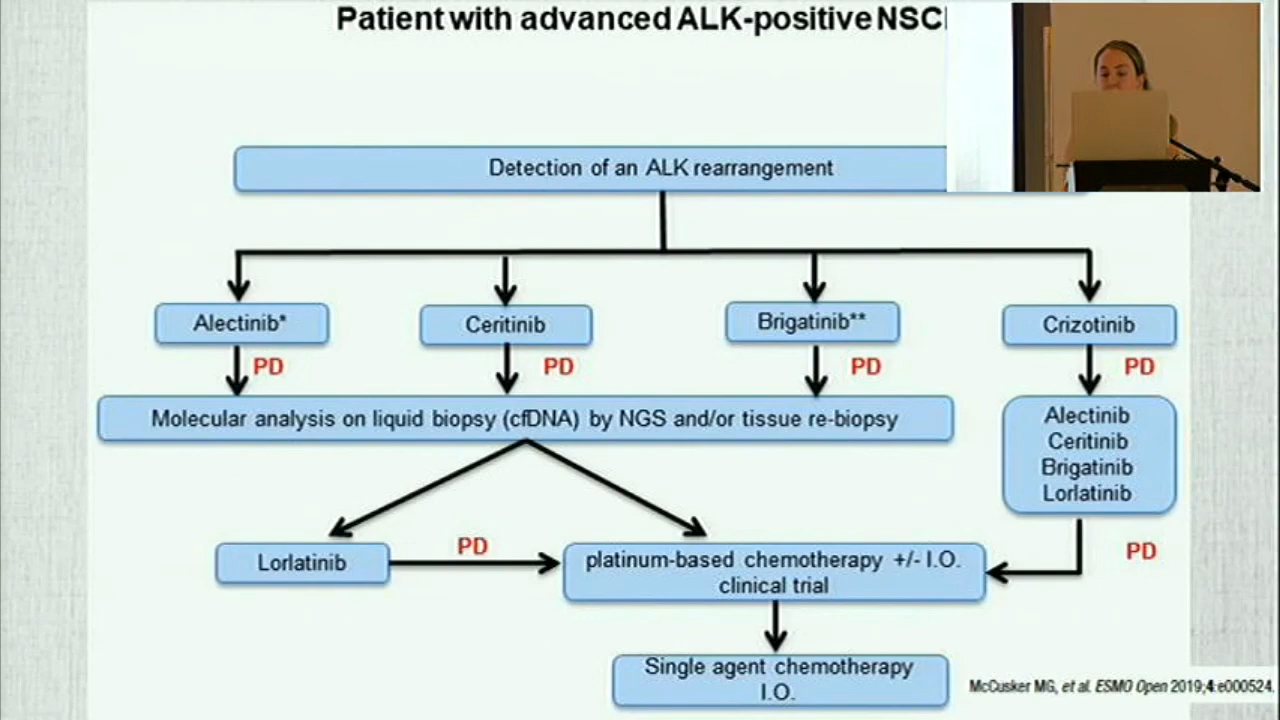 Patient with advanced ALK-positive NSC
Detection of an ALK rearrangement
Alectinib*
Ceritinib
Brigatinib**
Crizotinib
PD
PD
PD
PD
Molecular analysis on liquid biopsy (cfDNA) by NGS and/or tissue re-biopsy
Alectinib
Ceritinib
Brigatinib
Lorlatinib
Lorlatinib
PD
platinum-based chemotherapy +/- I.O.
clinical trial
PD
Single agent chemotherapy
I.O.
McCusker MG, et al. ESMO Open 2019;4:e000524.